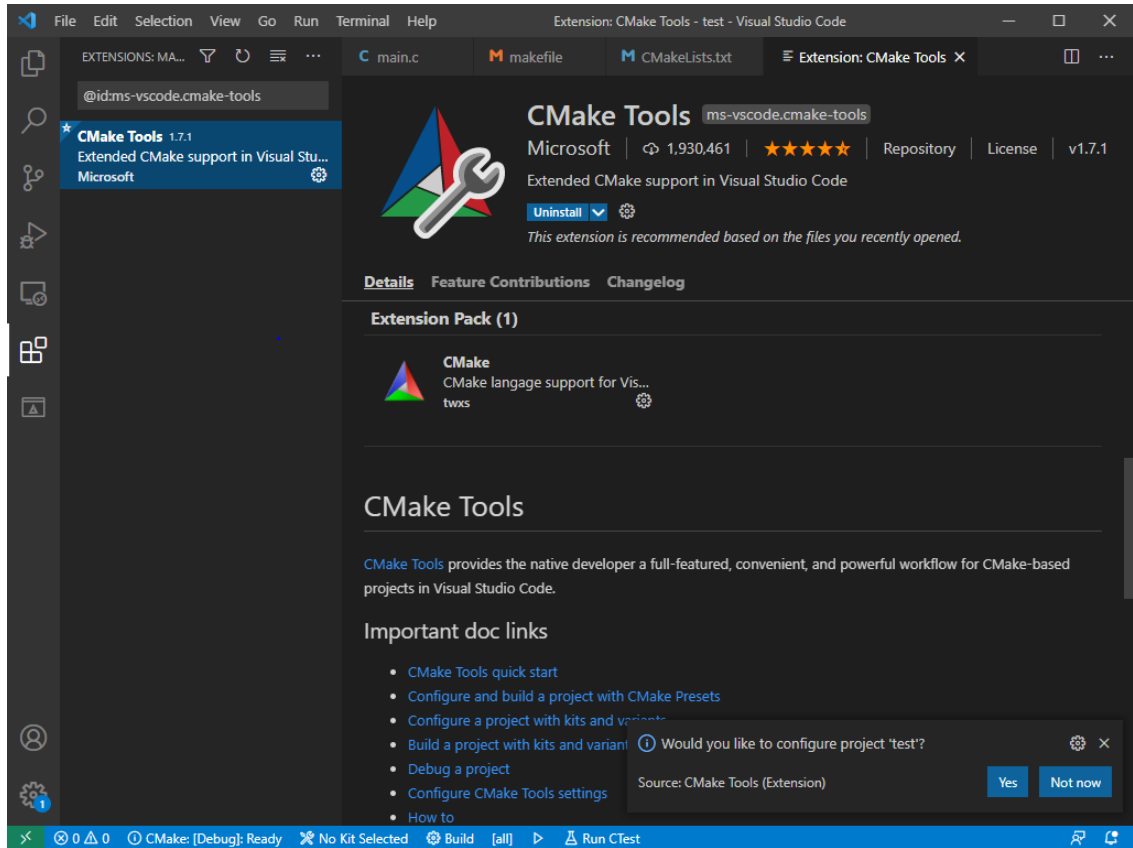 File Edit Selection View Go Run Terminal Help Extension: CMake Tools - test - Visual Studio Code
EXTENSIONS: MA...
C main.c M makefile M CMakeLists.txt Extension: CMake Tools
@id:ms-vscode.cmake-tools
CMake Tools 1.7.1
Extended CMake support in Visual Stu...
Microsoft
CMake Tools ms-vscode.cmake-tools
Microsoft 1,930,461 Repository License v1.7.1
Extended CMake support in Visual Studio Code
Uninstall
This extension is recommended based on the files you recently opened.
Details Feature Contributions Changelog
Extension Pack (1)
CMake
CMake langage support for Vis...
twxs
CMake Tools
CMake Tools provides the native developer a full-featured, convenient, and powerful workflow for CMake-based
projects in Visual Studio Code.
Important doc links
CMake Tools quick start
Configure and build a project with CMake Presets
Configure a project with kits and variants
Build a project with kits and variant
Debug a project
Configure CMake Tools settings
How to
Would you like to configure project 'test'?
Source: CMake Tools (Extension)
Yes Not now
1
0 0 CMake: [Debug]: Ready No Kit Selected Build [all] Run CTest